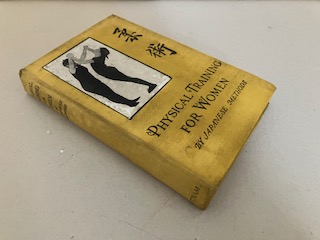 柔術
PHYSICAL TRAINING
FOR WOMEN
BY JAPANESE METHODS